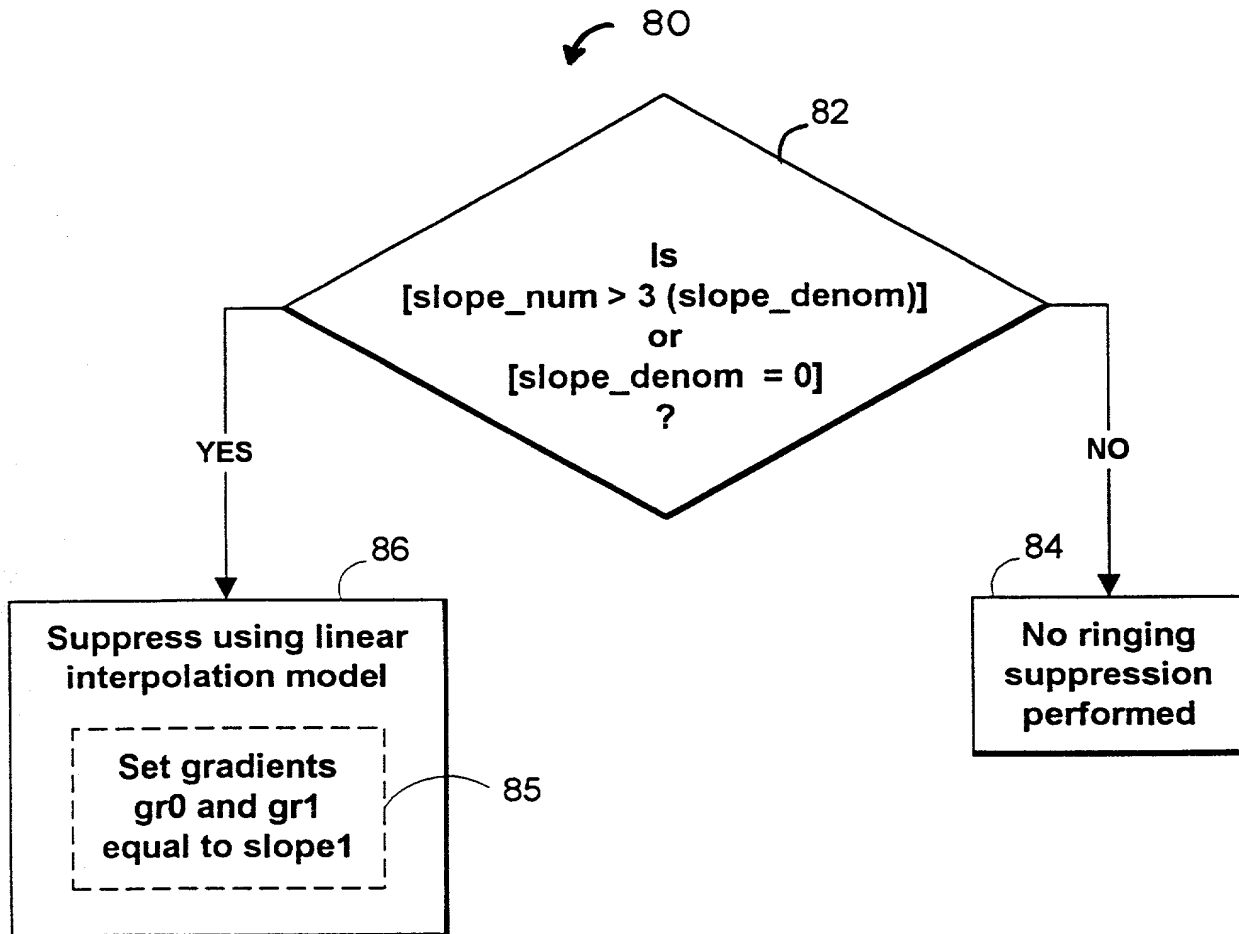 80
82
Is
[slope_num > 3 (slope_denom)]
or
[slope_denom = 0]
?
YES
NO
86
Suppress using linear
interpolation model
Set gradients
gr0 and gr1
equal to slope1
85
84
No ringing
suppression
performed